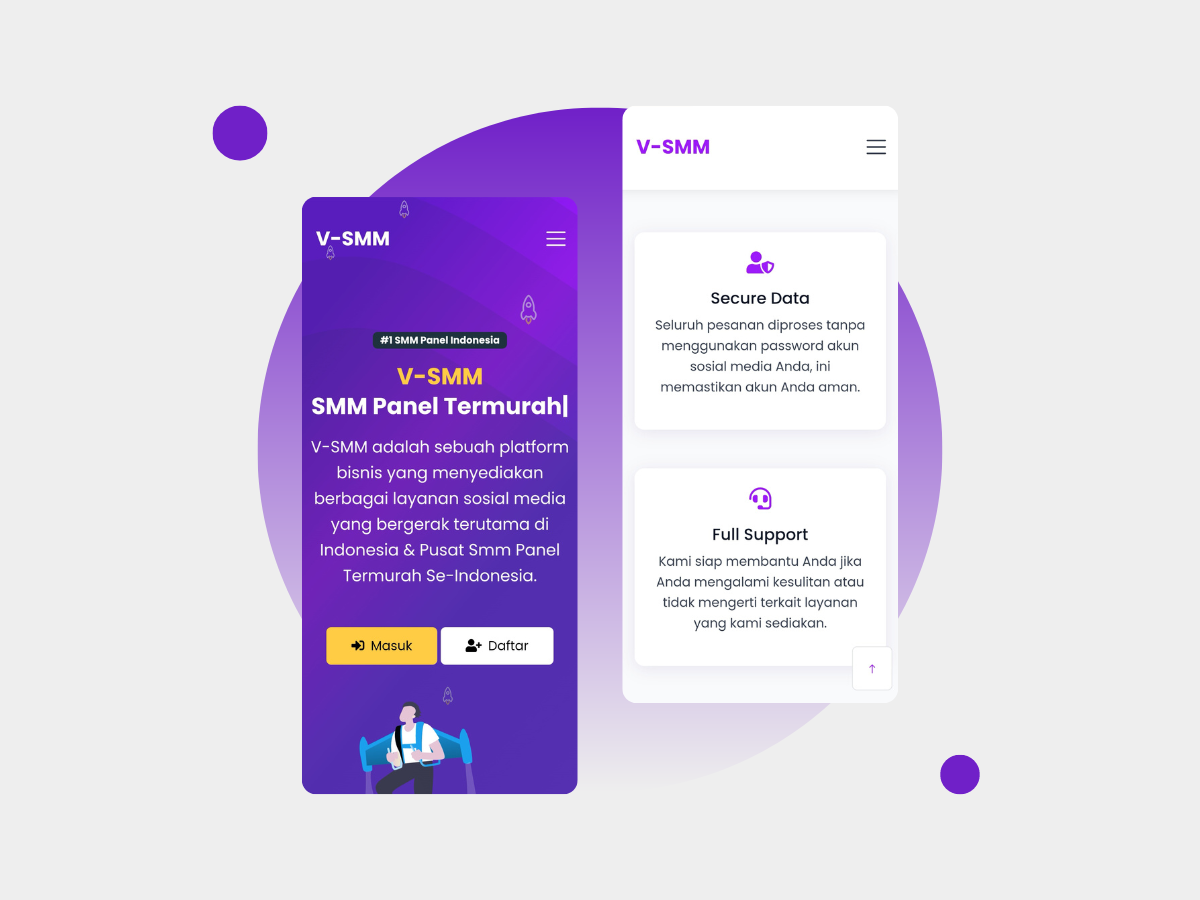 V-SMM
#1 SMM Panel Indonesia
V-SMM
SMM Panel Termurah|
V-SMM adalah sebuah platform
bisnis yang menyediakan
berbagai layanan sosial media
yang bergerak terutama di
Indonesia & Pusat Smm Panel
Termurah Se-Indonesia.
Masuk
Daftar
V-SMM
Secure Data
Seluruh pesanan diproses tanpa
menggunakan password akun
sosial media Anda, ini
memastikan akun Anda aman.
Full Support
Kami siap membantu Anda jika
Anda mengalami kesulitan atau
tidak mengerti terkait layanan
yang kami sediakan.